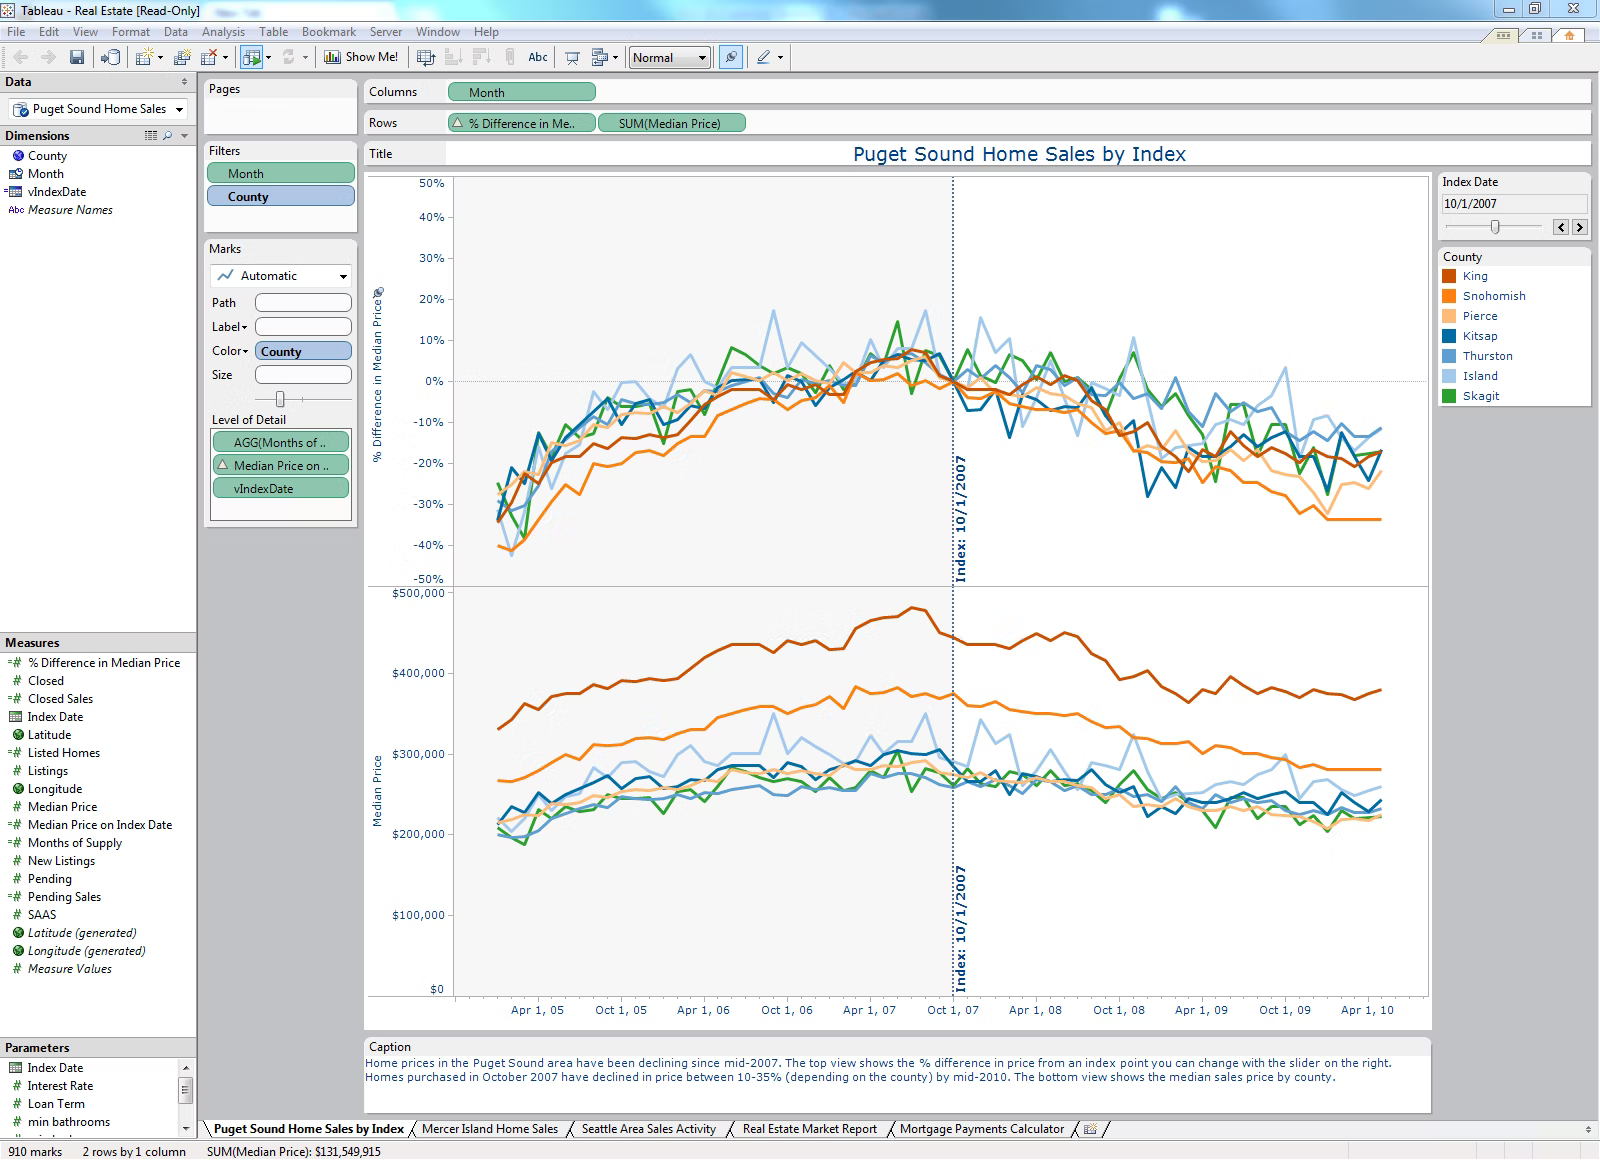 Tableau - Real Estate [Read-Only]
File Edit View Format Data Analysis Table Bookmark Server Window Help
Show Me! Abc Normal
Data
Puget Sound Home Sales
Dimensions
County
Month
vIndexDate
Abc Measure Names
Measures
% Difference in Median Price
Closed
Closed Sales
Index Date
Latitude
Listed Homes
Listings
Longitude
Median Price
Median Price on Index Date
Months of Supply
New Listings
Pending
Pending Sales
SAAS
Latitude (generated)
Longitude (generated)
Measure Values
Parameters
Index Date
Interest Rate
Loan Term
min bathrooms
Pages
Filters
Month
County
Marks
Automatic
Path
Label
Color County
Size
Level of Detail
AGG(Months of ..
Median Price on ..
vIndexDate
Columns Month
Rows % Difference in Me.. SUM(Median Price)
Title Puget Sound Home Sales by Index
50%
40%
30%
20%
10%
0%
-10%
-20%
-30%
-40%
-50%
% Difference in Median Price
Index: 10/1/2007
$500,000
$400,000
$300,000
$200,000
$100,000
$0
Median Price
Index: 10/1/2007
Apr 1, 05 Oct 1, 05 Apr 1, 06 Oct 1, 06 Apr 1, 07 Oct 1, 07 Apr 1, 08 Oct 1, 08 Apr 1, 09 Oct 1, 09 Apr 1, 10
Index Date
10/1/2007
County
King
Snohomish
Pierce
Kitsap
Thurston
Island
Skagit
Caption
Home prices in the Puget Sound area have been declining since mid-2007. The top view shows the % difference in price from an index point you can change with the slider on the right.
Homes purchased in October 2007 have declined in price between 10-35% (depending on the county) by mid-2010. The bottom view shows the median sales price by county.
Puget Sound Home Sales by Index Mercer Island Home Sales Seattle Area Sales Activity Real Estate Market Report Mortgage Payments Calculator
910 marks 2 rows by 1 column SUM(Median Price): $131,549,915